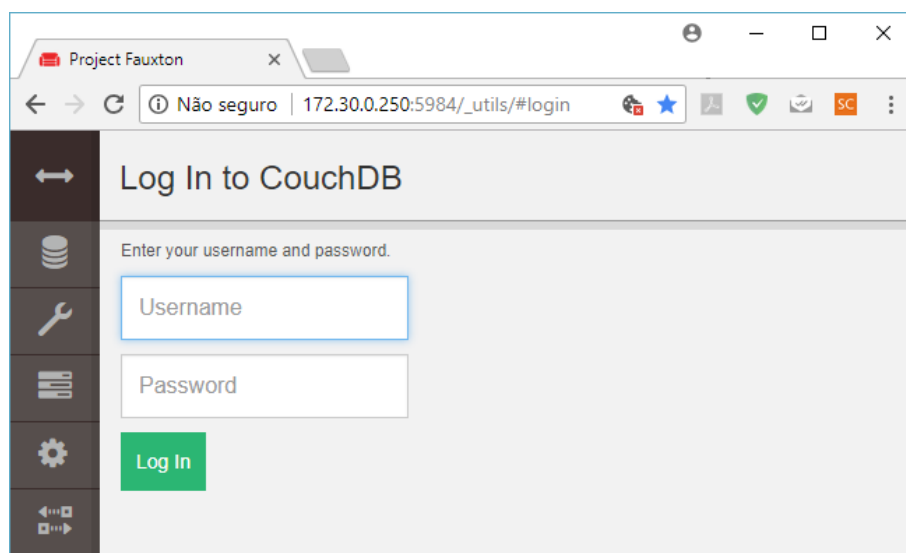 Project Fauxton
Não seguro 172.30.0.250:5984/_utils/#login
SC
Log In to CouchDB
Enter your username and password.
Username
Password
Log In